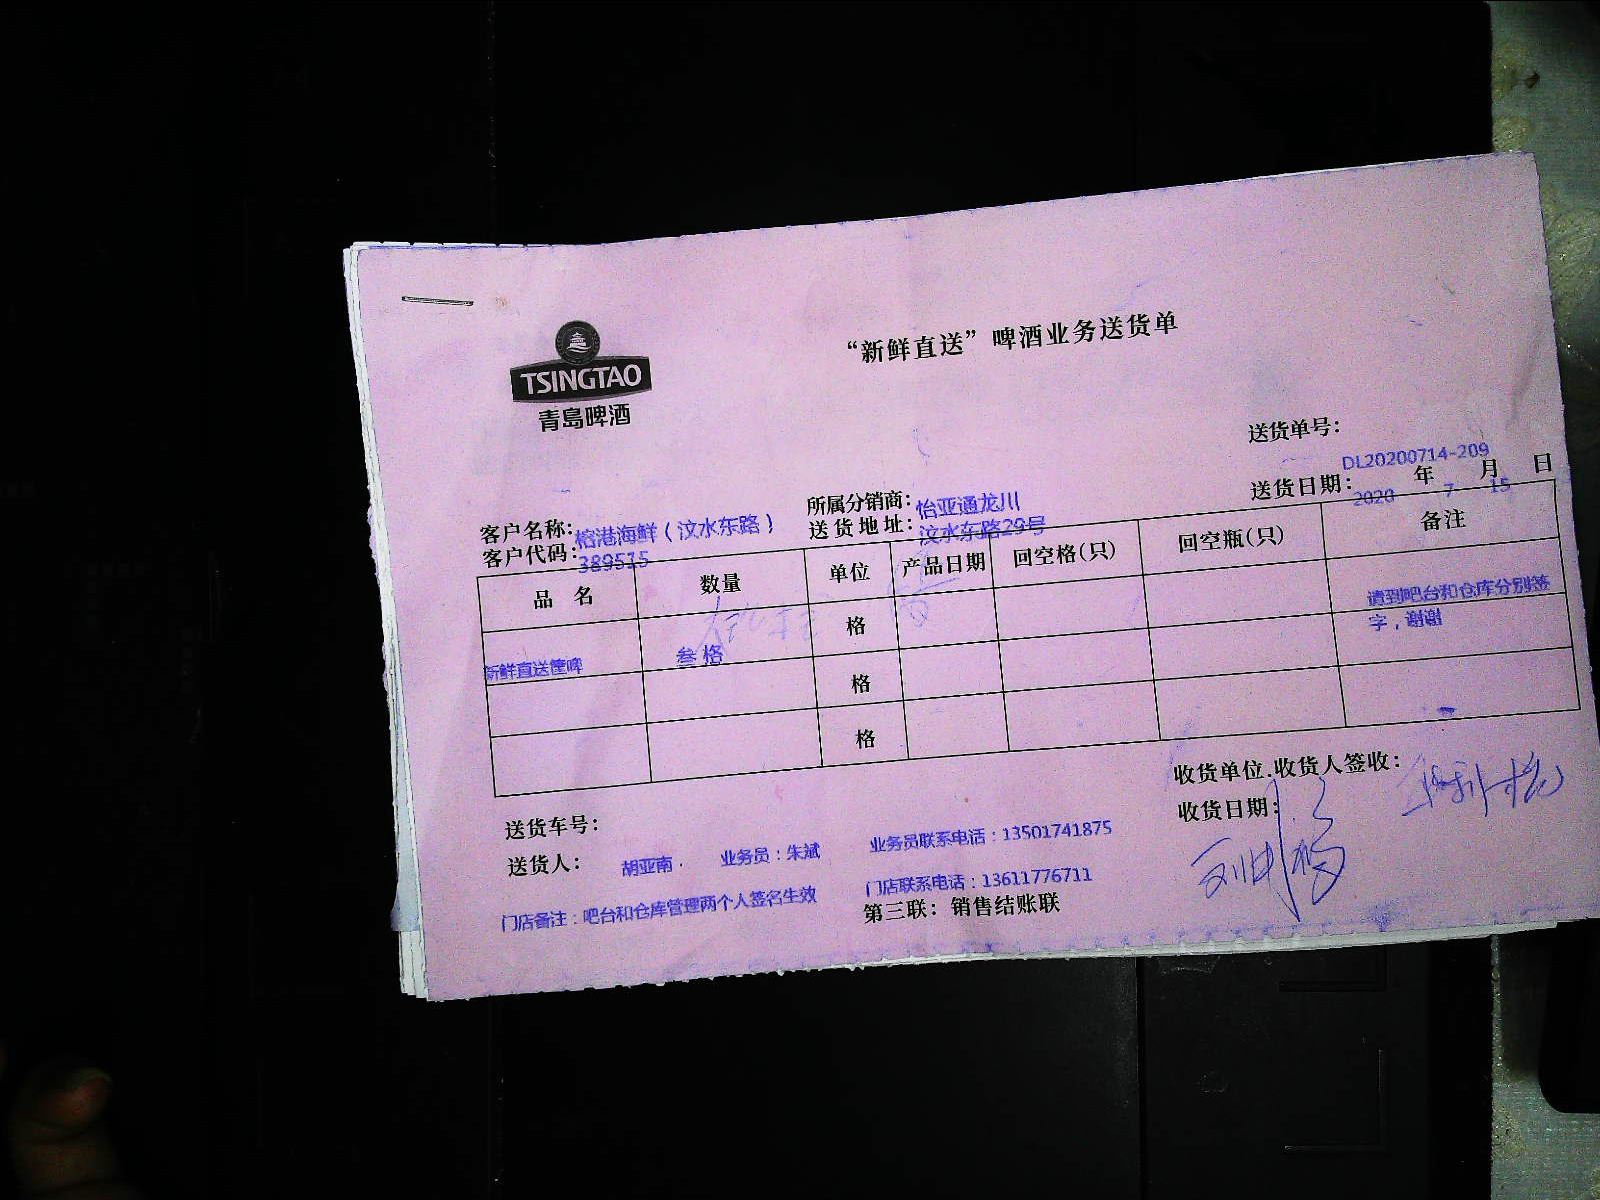 TSINGTAO
青島啤酒
“新鲜直送”啤酒业务送货单
送货单号：
DL20200714-209
送货日期： 2020 年 7 月 15 日
所属分销商：怡亚通龙川
客户名称：榕港海鲜（汶水东路）
送货地址：汶水东路29号
客户代码：389515
品 名 数量 单位 产品日期 回空格(只) 回空瓶(只) 备注
新鲜直送筐啤 叁格 格 请到吧台和仓库分别签
字，谢谢
格
格
收货单位.收货人签收：
收货日期：
送货车号：
送货人： 胡亚南 业务员：朱斌 业务员联系电话：13501741875
门店联系电话：13611776711
门店备注：吧台和仓库管理两个人签名生效
第三联：销售结账联